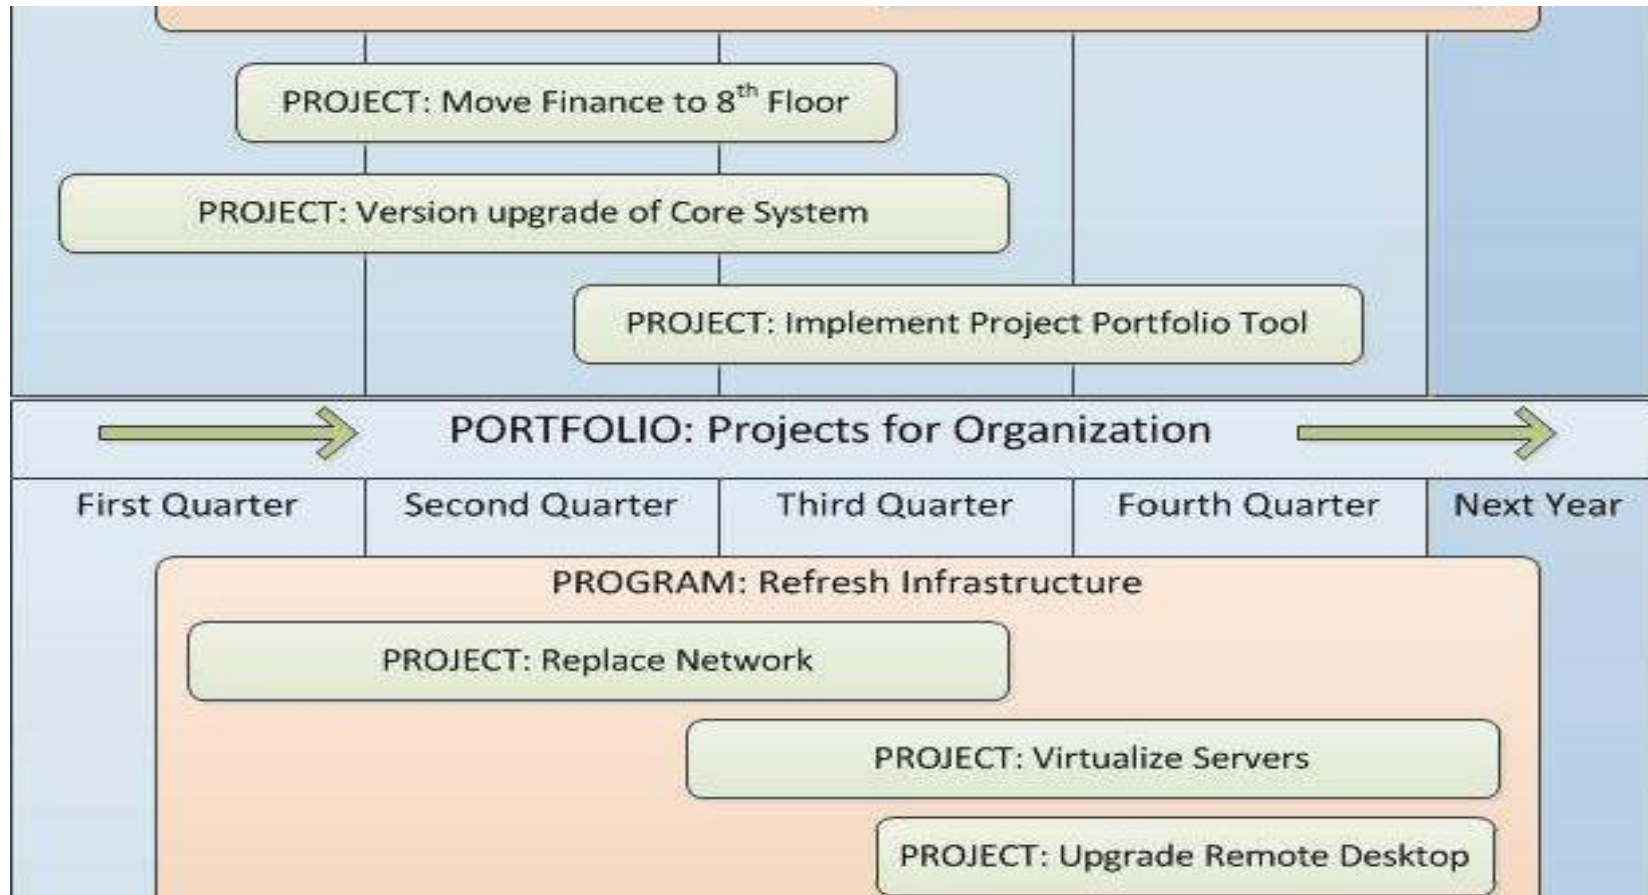 PROJECT: Move Finance to 8th Floor
PROJECT: Version upgrade of Core System
PROJECT: Implement Project Portfolio Tool
PORTFOLIO: Projects for Organization
First Quarter Second Quarter Third Quarter Fourth Quarter Next Year
PROGRAM: Refresh Infrastructure
PROJECT: Replace Network
PROJECT: Virtualize Servers
PROJECT: Upgrade Remote Desktop